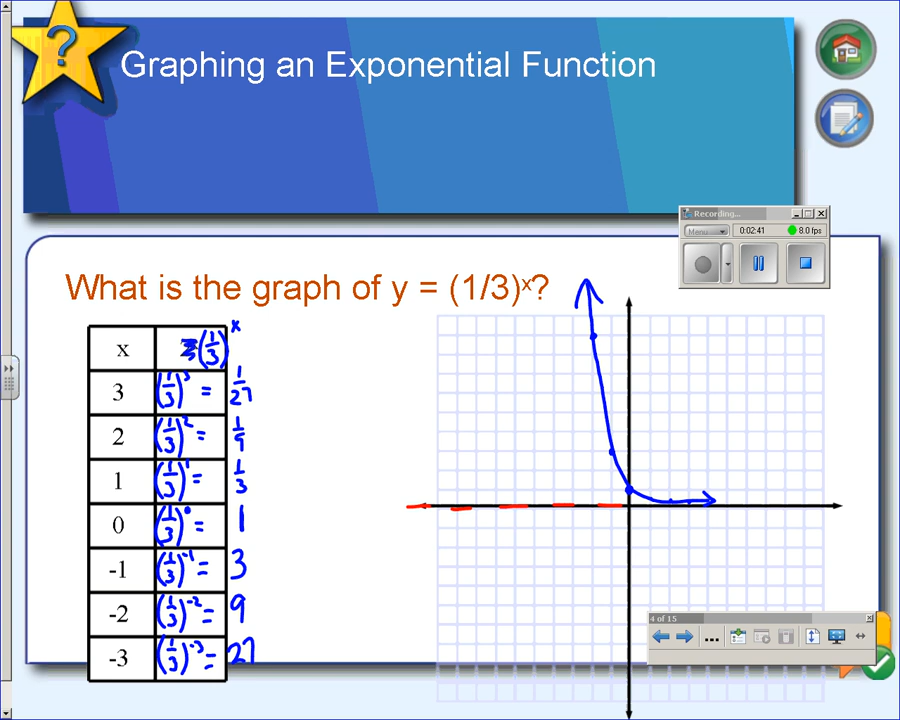 Graphing an Exponential Function
Recording...
Menu
0:02:41
8.0 fps
What is the graph of y = (1/3)ˣ?
x (1/3)ˣ
3 (1/3)³ = 1/27
2 (1/3)² = 1/9
1 (1/3)¹ = 1/3
0 (1/3)⁰ = 1
-1 (1/3)⁻¹ = 3
-2 (1/3)⁻² = 9
-3 (1/3)⁻³ = 27
4 of 15